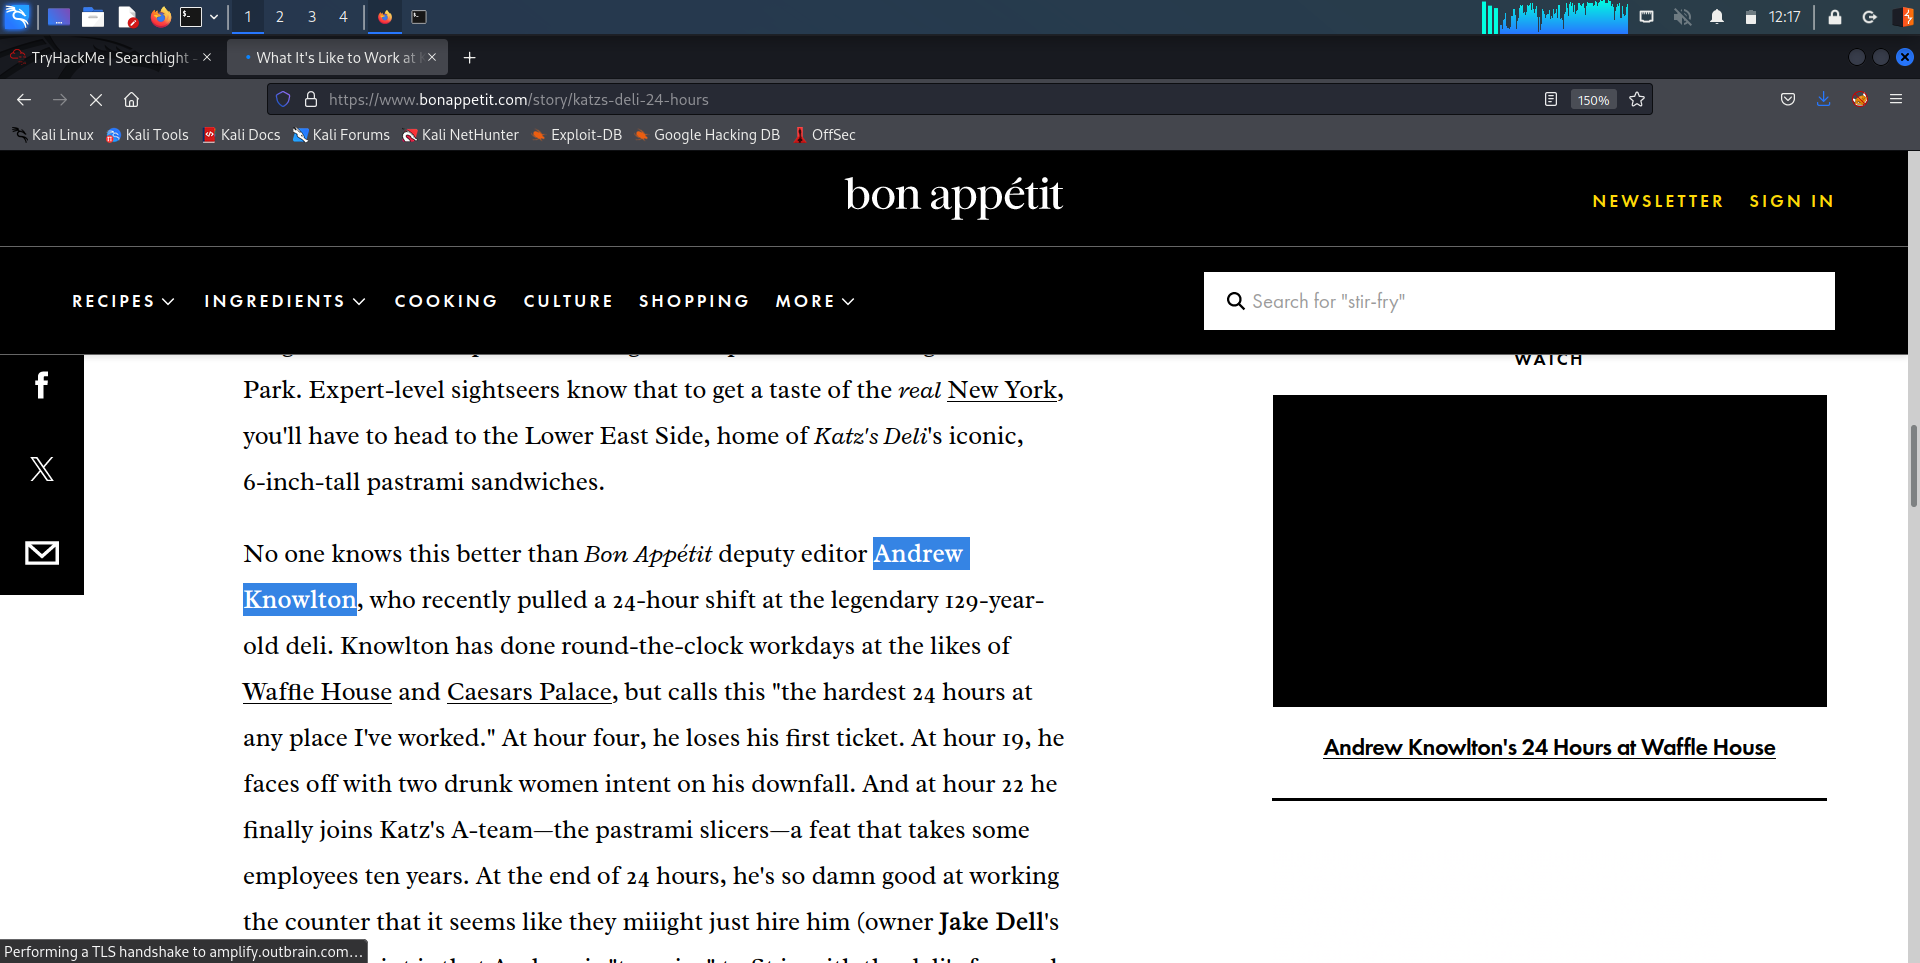 1 2 3 4 12:17
TryHackMe | Searchlight - What It's Like to Work at
https://www.bonappetit.com/story/katzs-deli-24-hours 150%
Kali Linux Kali Tools Kali Docs Kali Forums Kali NetHunter Exploit-DB Google Hacking DB OffSec
bon appétit
NEWSLETTER SIGN IN
RECIPES INGREDIENTS COOKING CULTURE SHOPPING MORE
Search for "stir-fry"
WATCH
Park. Expert-level sightseers know that to get a taste of the real New York,
you'll have to head to the Lower East Side, home of Katz's Deli's iconic,
6-inch-tall pastrami sandwiches.
No one knows this better than Bon Appétit deputy editor Andrew
Knowlton, who recently pulled a 24-hour shift at the legendary 129-year-
old deli. Knowlton has done round-the-clock workdays at the likes of
Waffle House and Caesars Palace, but calls this "the hardest 24 hours at
any place I've worked." At hour four, he loses his first ticket. At hour 19, he
faces off with two drunk women intent on his downfall. And at hour 22 he
finally joins Katz's A-team—the pastrami slicers—a feat that takes some
employees ten years. At the end of 24 hours, he's so damn good at working
the counter that it seems like they miiight just hire him (owner Jake Dell's
Andrew Knowlton's 24 Hours at Waffle House
Performing a TLS handshake to amplify.outbrain.com…